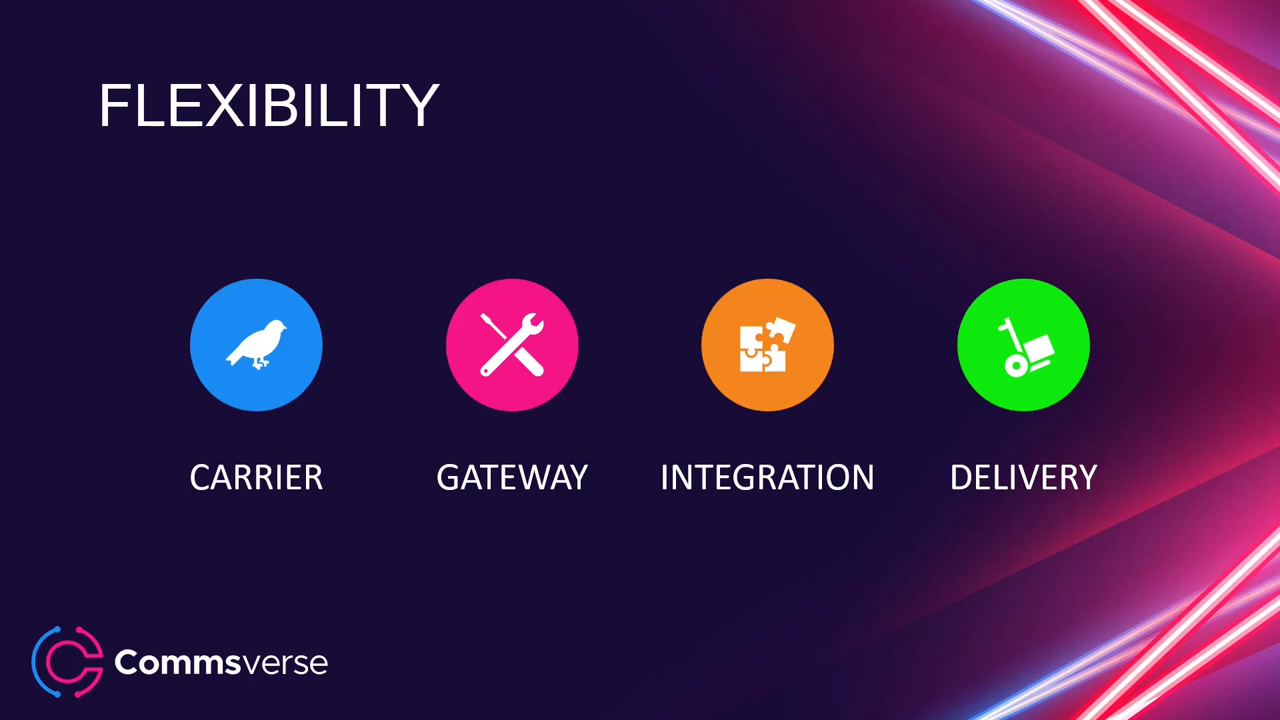 FLEXIBILITY
CARRIER
GATEWAY
INTEGRATION
DELIVERY
Commsverse